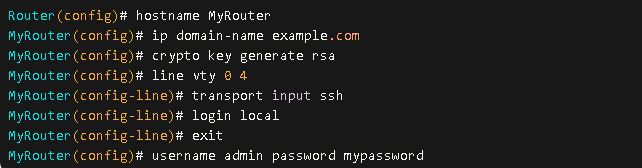 Router(config)# hostname MyRouter
MyRouter(config)# ip domain-name example.com
MyRouter(config)# crypto key generate rsa
MyRouter(config)# line vty 0 4
MyRouter(config-line)# transport input ssh
MyRouter(config-line)# login local
MyRouter(config-line)# exit
MyRouter(config)# username admin password mypassword